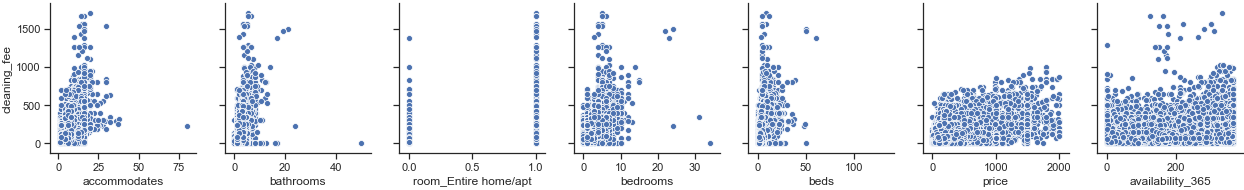 1500
1000
500
0
cleaning_fee
0 25 50 75
accommodates
0 20 40
bathrooms
0.0 0.5 1.0
room_Entire home/apt
0 10 20 30
bedrooms
0 50 100
beds
0 1000 2000
price
0 200
availability_365